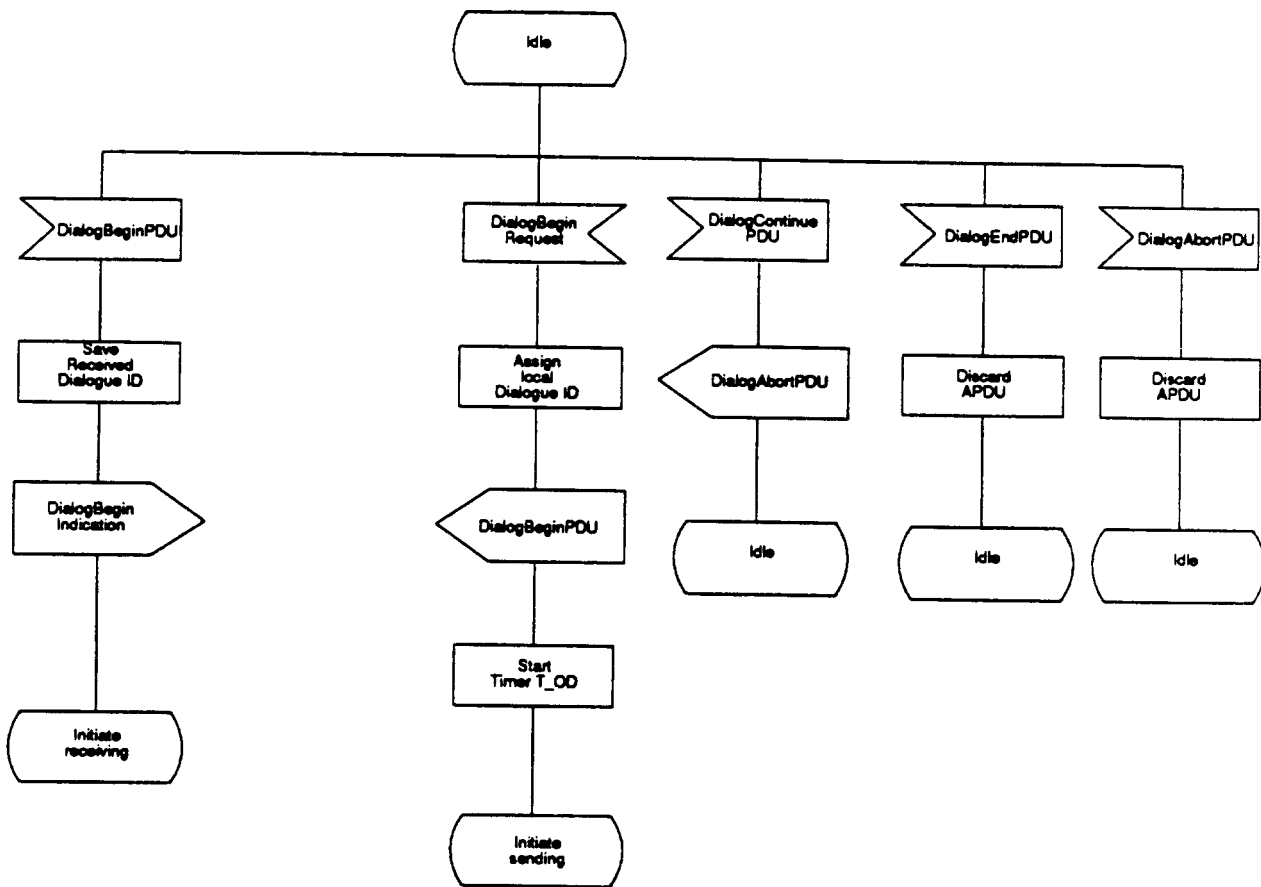 Idle
DialogBeginPDU
DialogBegin
Request
DialogContinue
PDU
DialogEndPDU
DialogAbortPDU
Save
Received
Dialogue ID
Assign
local
Dialogue ID
DialogAbortPDU
Discard
APDU
Discard
APDU
DialogBegin
Indication
DialogBeginPDU
Idle
Idle
Idle
Start
Timer T_OD
Initiate
receiving
Initiate
sending